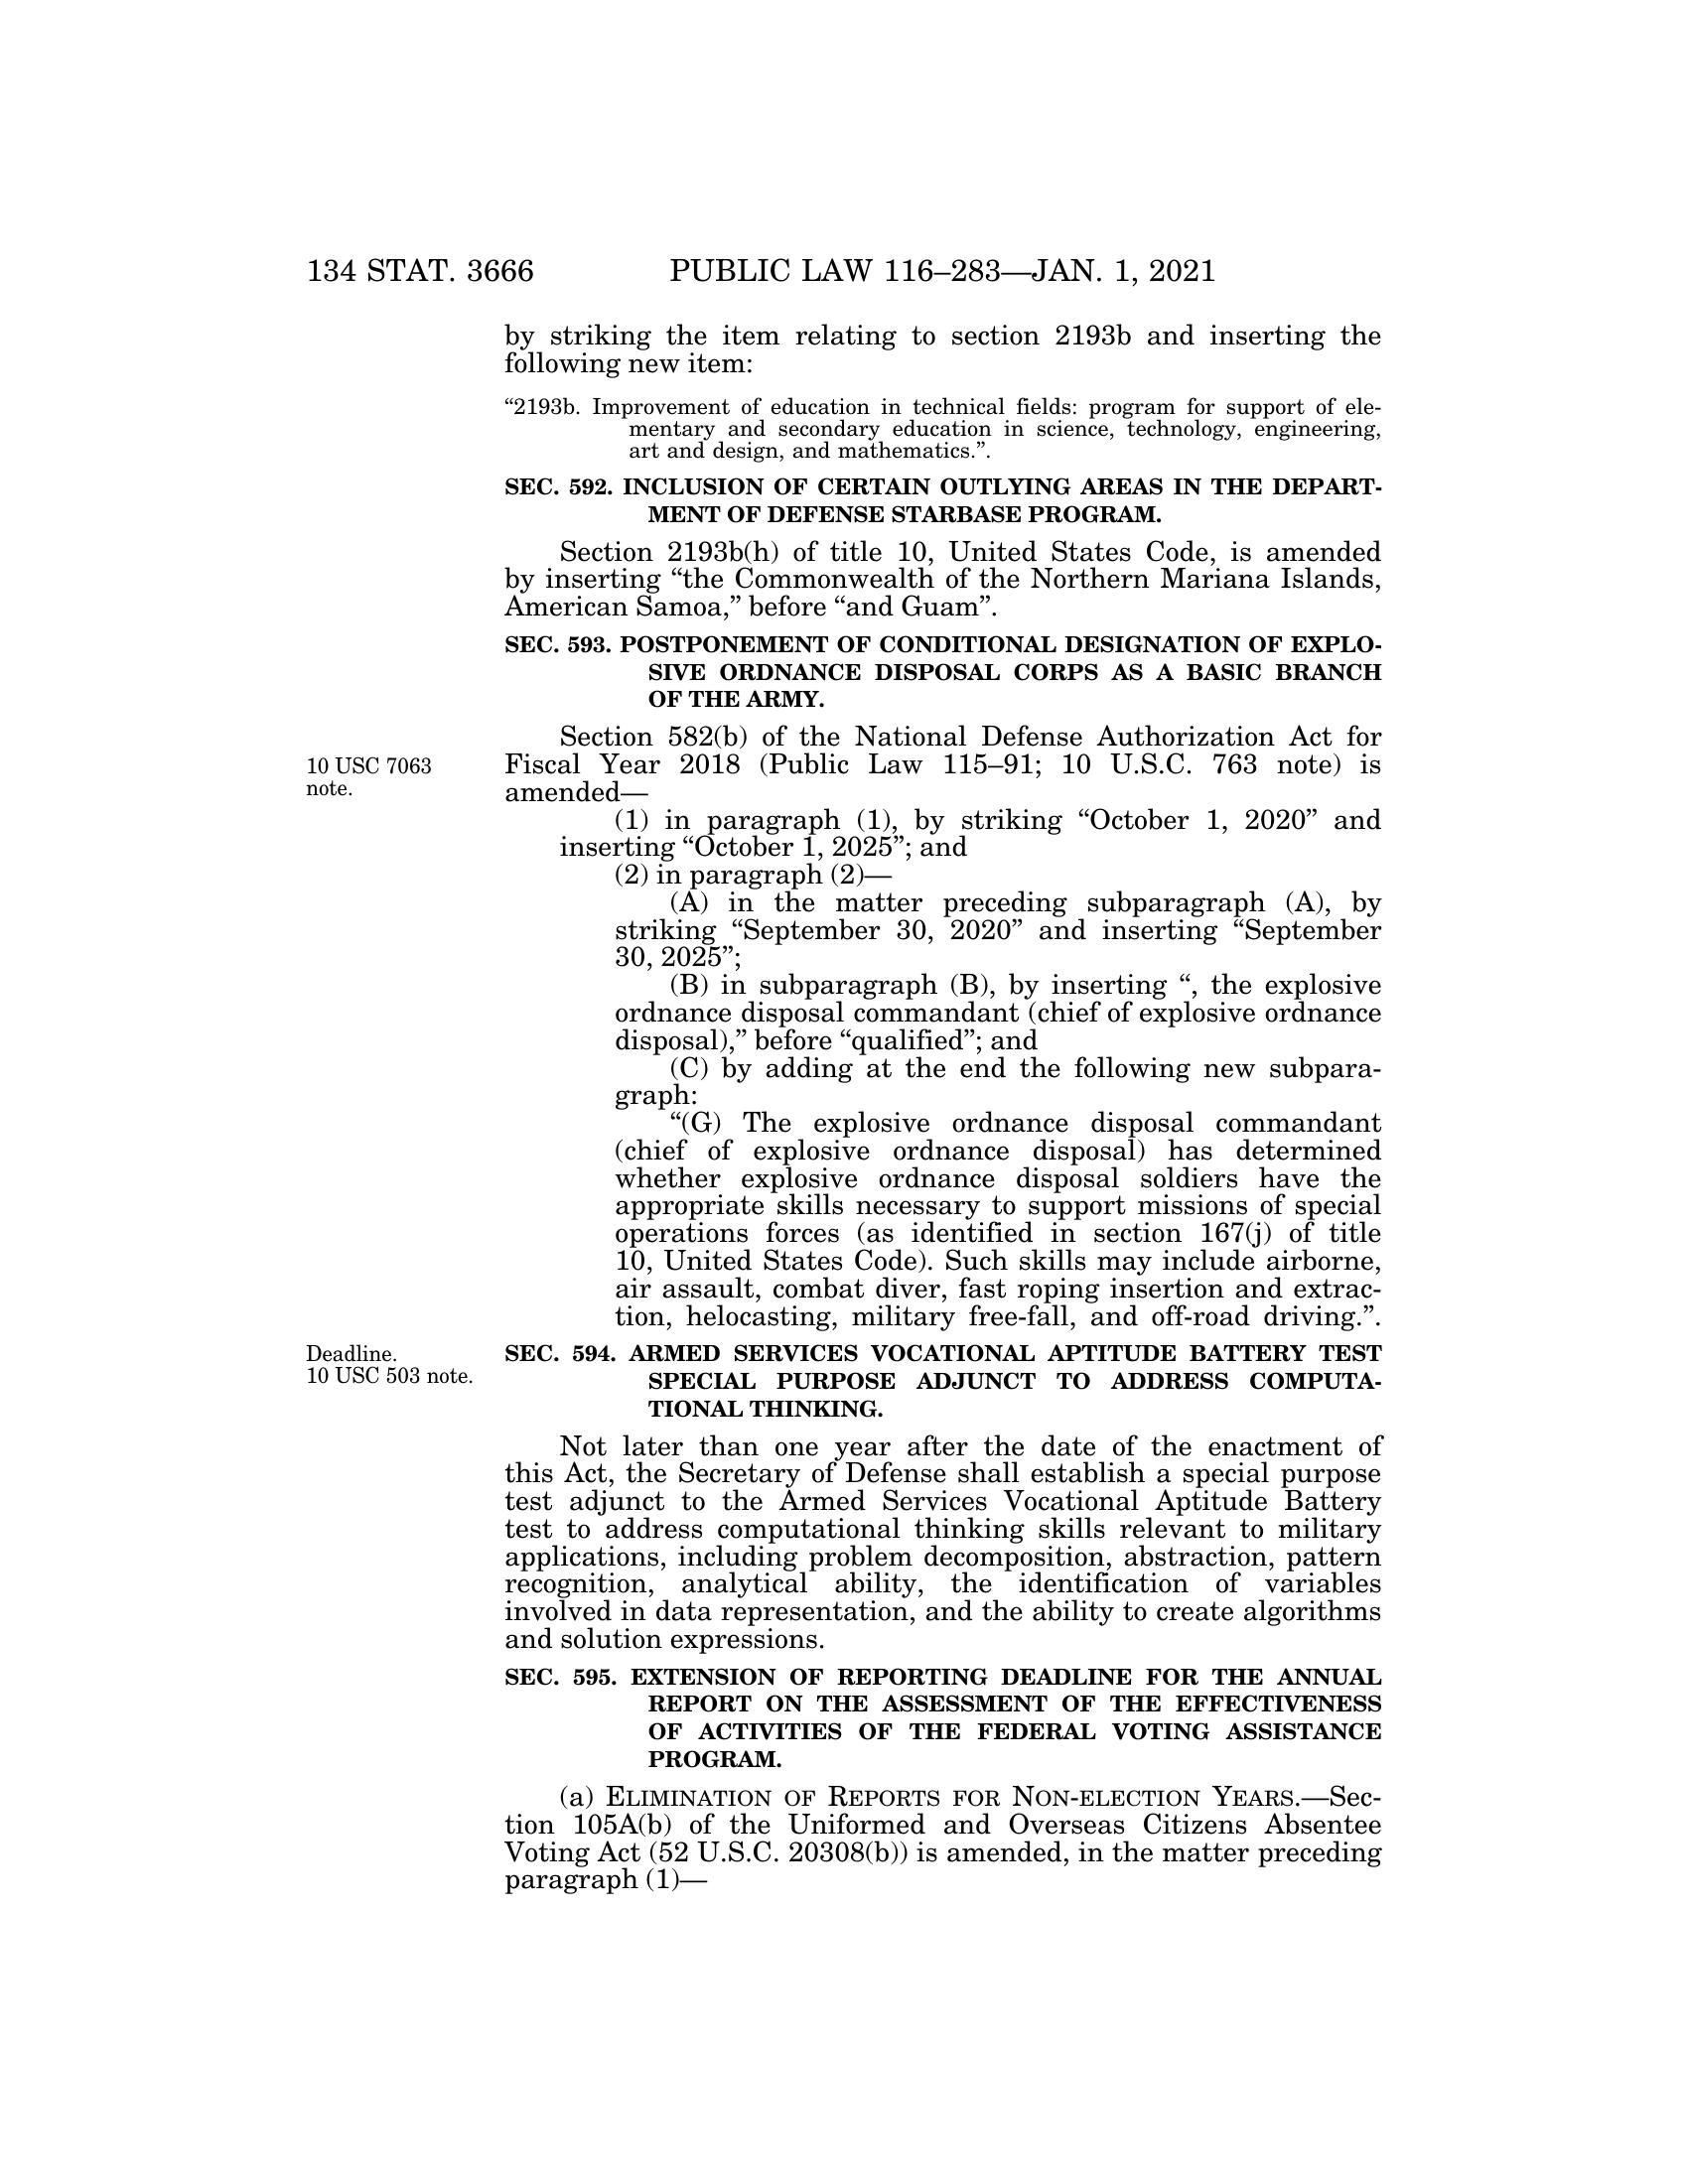 134 STAT. 3666
PUBLIC LAW 116–283—JAN. 1, 2021
by striking the item relating to section 2193b and inserting the
following new item:
“2193b. Improvement of education in technical fields: program for support of ele-
mentary and secondary education in science, technology, engineering,
art and design, and mathematics.”.
SEC. 592. INCLUSION OF CERTAIN OUTLYING AREAS IN THE DEPART-
MENT OF DEFENSE STARBASE PROGRAM.
Section 2193b(h) of title 10, United States Code, is amended
by inserting “the Commonwealth of the Northern Mariana Islands,
American Samoa,” before “and Guam”.
SEC. 593. POSTPONEMENT OF CONDITIONAL DESIGNATION OF EXPLO-
SIVE ORDNANCE DISPOSAL CORPS AS A BASIC BRANCH
OF THE ARMY.
Section 582(b) of the National Defense Authorization Act for
Fiscal Year 2018 (Public Law 115–91; 10 U.S.C. 763 note) is
amended—
10 USC 7063
note.
(1) in paragraph (1), by striking “October 1, 2020” and
inserting “October 1, 2025”; and
(2) in paragraph (2)—
(A) in the matter preceding subparagraph (A), by
striking “September 30, 2020” and inserting “September
30, 2025”;
(B) in subparagraph (B), by inserting “, the explosive
ordnance disposal commandant (chief of explosive ordnance
disposal),” before “qualified”; and
(C) by adding at the end the following new subpara-
graph:
“(G) The explosive ordnance disposal commandant
(chief of explosive ordnance disposal) has determined
whether explosive ordnance disposal soldiers have the
appropriate skills necessary to support missions of special
operations forces (as identified in section 167(j) of title
10, United States Code). Such skills may include airborne,
air assault, combat diver, fast roping insertion and extrac-
tion, helocasting, military free-fall, and off-road driving.”.
Deadline.
10 USC 503 note.
SEC. 594. ARMED SERVICES VOCATIONAL APTITUDE BATTERY TEST
SPECIAL PURPOSE ADJUNCT TO ADDRESS COMPUTA-
TIONAL THINKING.
Not later than one year after the date of the enactment of
this Act, the Secretary of Defense shall establish a special purpose
test adjunct to the Armed Services Vocational Aptitude Battery
test to address computational thinking skills relevant to military
applications, including problem decomposition, abstraction, pattern
recognition, analytical ability, the identification of variables
involved in data representation, and the ability to create algorithms
and solution expressions.
SEC. 595. EXTENSION OF REPORTING DEADLINE FOR THE ANNUAL
REPORT ON THE ASSESSMENT OF THE EFFECTIVENESS
OF ACTIVITIES OF THE FEDERAL VOTING ASSISTANCE
PROGRAM.
(a) ELIMINATION OF REPORTS FOR NON-ELECTION YEARS.—Sec-
tion 105A(b) of the Uniformed and Overseas Citizens Absentee
Voting Act (52 U.S.C. 20308(b)) is amended, in the matter preceding
paragraph (1)—